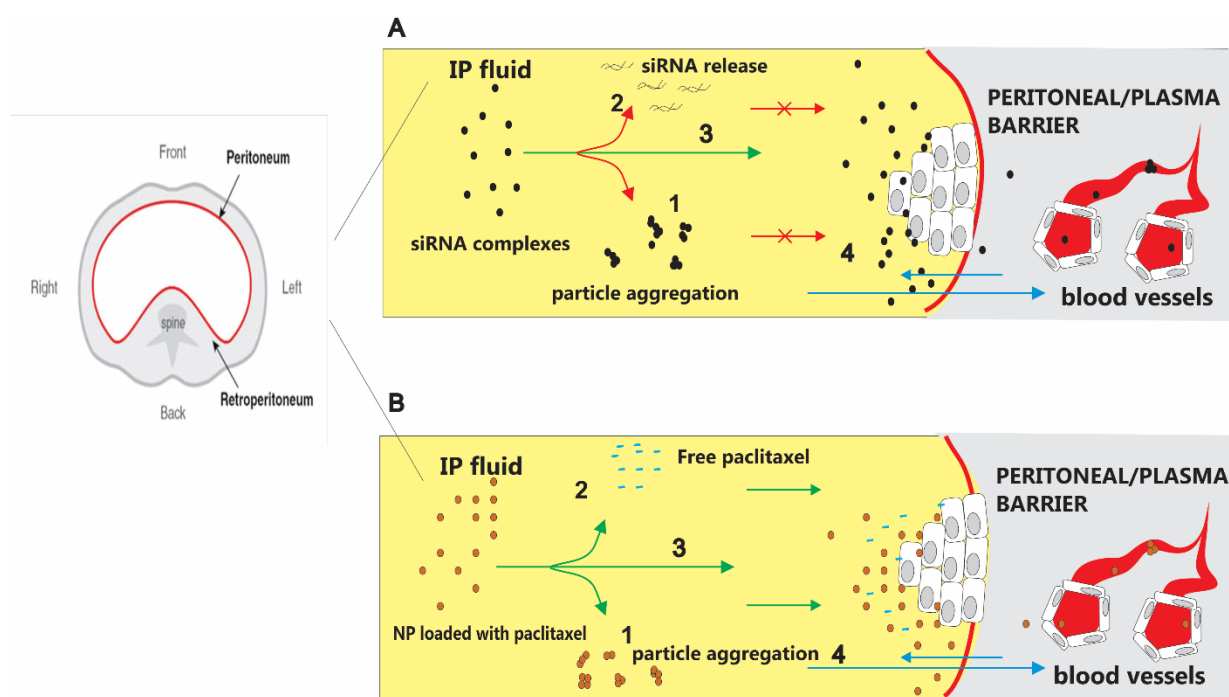 Front
Peritoneum
Right
Left
spine
Retroperitoneum
Back
A
IP fluid
siRNA release
2
3
1
siRNA complexes
particle aggregation
4
PERITONEAL/PLASMA
BARRIER
blood vessels
B
IP fluid
Free paclitaxel
2
3
NP loaded with paclitaxel
1
particle aggregation
4
PERITONEAL/PLASMA
BARRIER
blood vessels